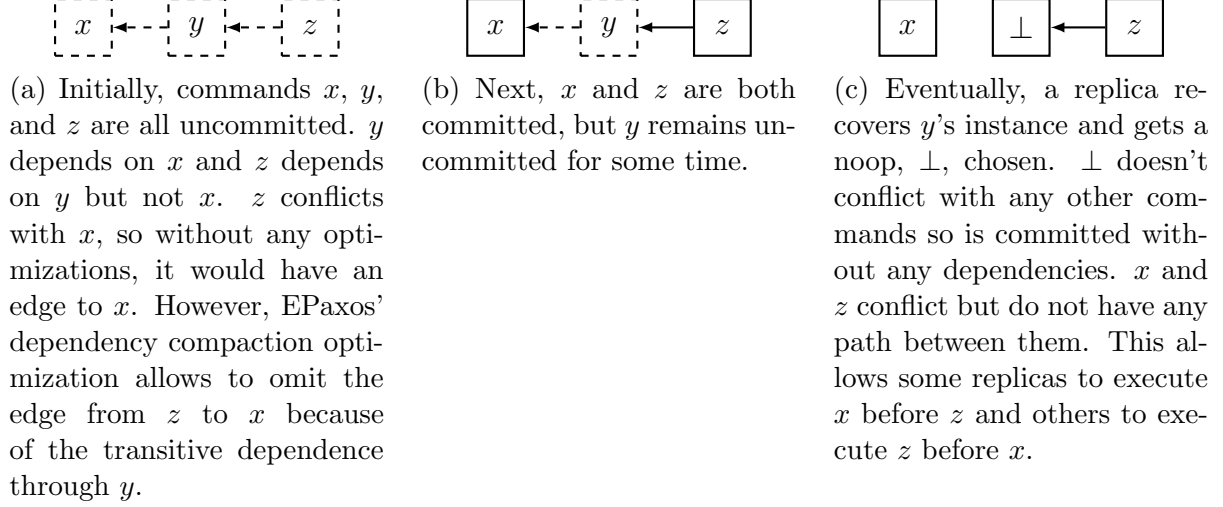 x y z
(a) Initially, commands x, y,
and z are all uncommitted. y
depends on x and z depends
on y but not x. z conflicts
with x, so without any opti-
mizations, it would have an
edge to x. However, EPaxos'
dependency compaction opti-
mization allows to omit the
edge from z to x because
of the transitive dependence
through y.
x y z
(b) Next, x and z are both
committed, but y remains un-
committed for some time.
x ⊥ z
(c) Eventually, a replica re-
covers y's instance and gets a
noop, ⊥, chosen. ⊥ doesn't
conflict with any other com-
mands so is committed with-
out any dependencies. x and
z conflict but do not have any
path between them. This al-
lows some replicas to execute
x before z and others to exe-
cute z before x.